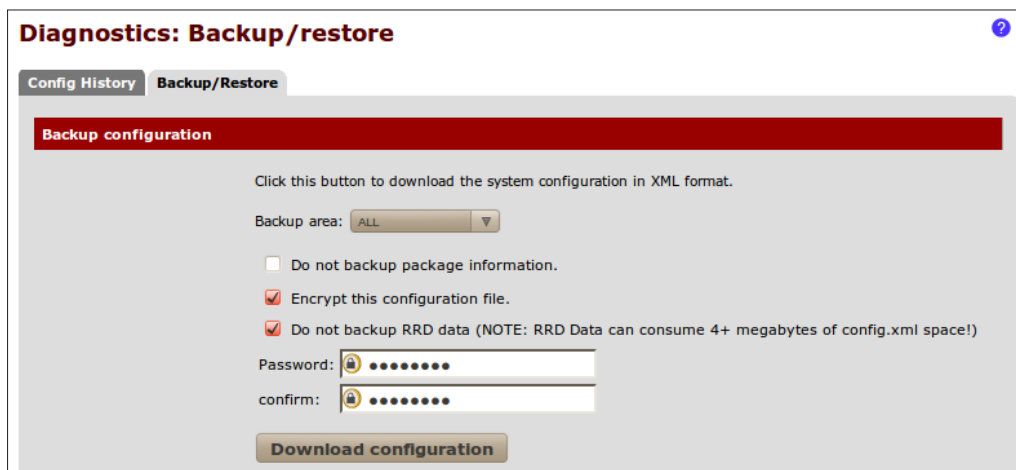 Diagnostics: Backup/restore
?
Config History Backup/Restore
Backup configuration
Click this button to download the system configuration in XML format.
Backup area: ALL
Do not backup package information.
Encrypt this configuration file.
Do not backup RRD data (NOTE: RRD Data can consume 4+ megabytes of config.xml space!)
Password: ●●●●●●●●
confirm: ●●●●●●●●
Download configuration